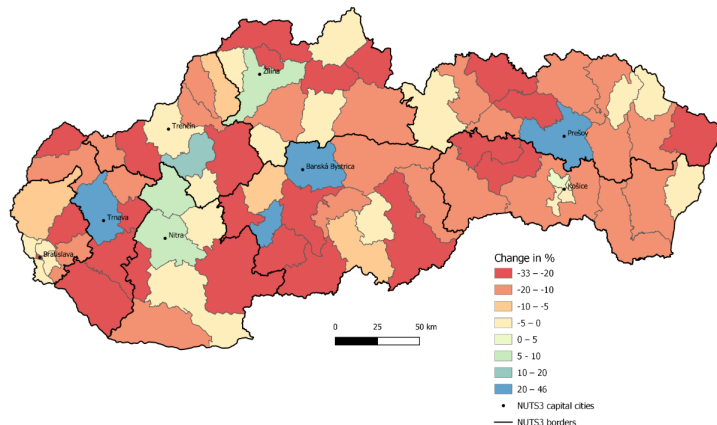 Žilina
Trenčín
Prešov
Banská Bystrica
Košice
Trnava
Nitra
Bratislava
Change in %
-33 – -20
-20 – -10
-10 – -5
-5 – 0
0 – 5
5 - 10
10 – 20
20 – 46
NUTS3 capital cities
NUTS3 borders
0 25 50 km